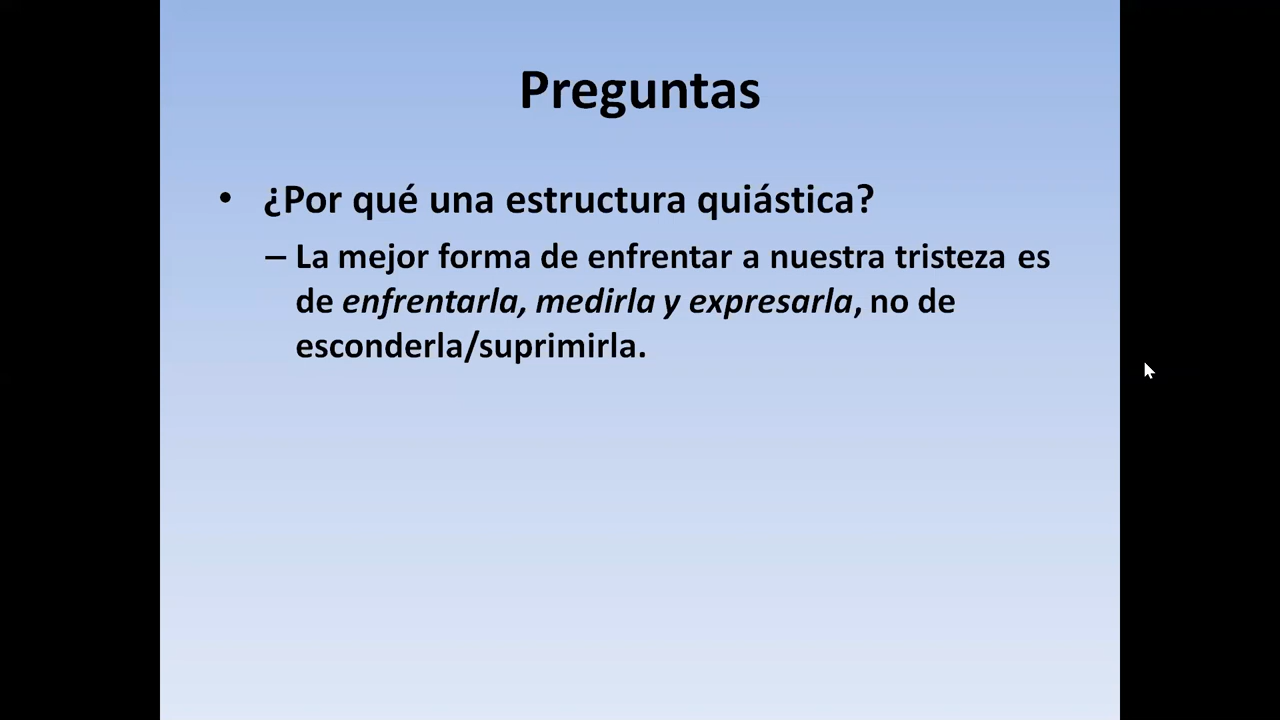 Preguntas
• ¿Por qué una estructura quiástica?
– La mejor forma de enfrentar a nuestra tristeza es
de enfrentarla, medirla y expresarla, no de
esconderla/suprimirla.